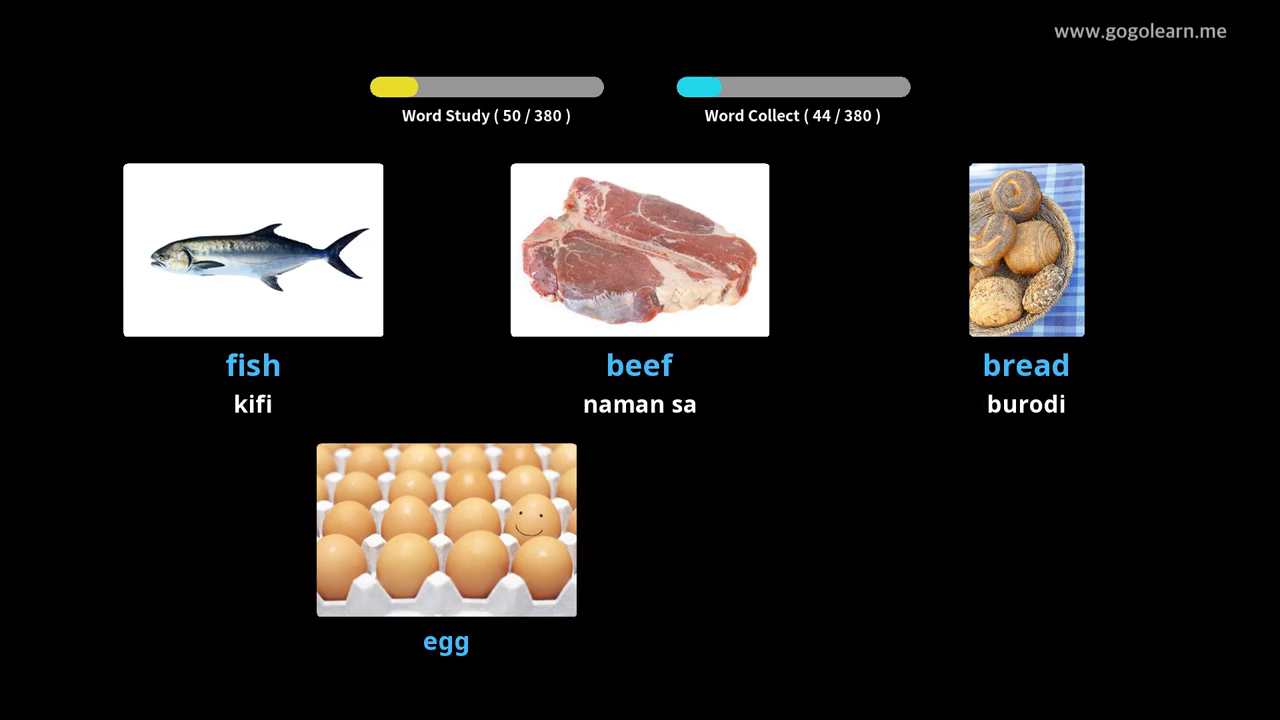 www.gogolearn.me
Word Study ( 50 / 380 )
Word Collect ( 44 / 380 )
fish
beef
bread
kifi
naman sa
burodi
egg